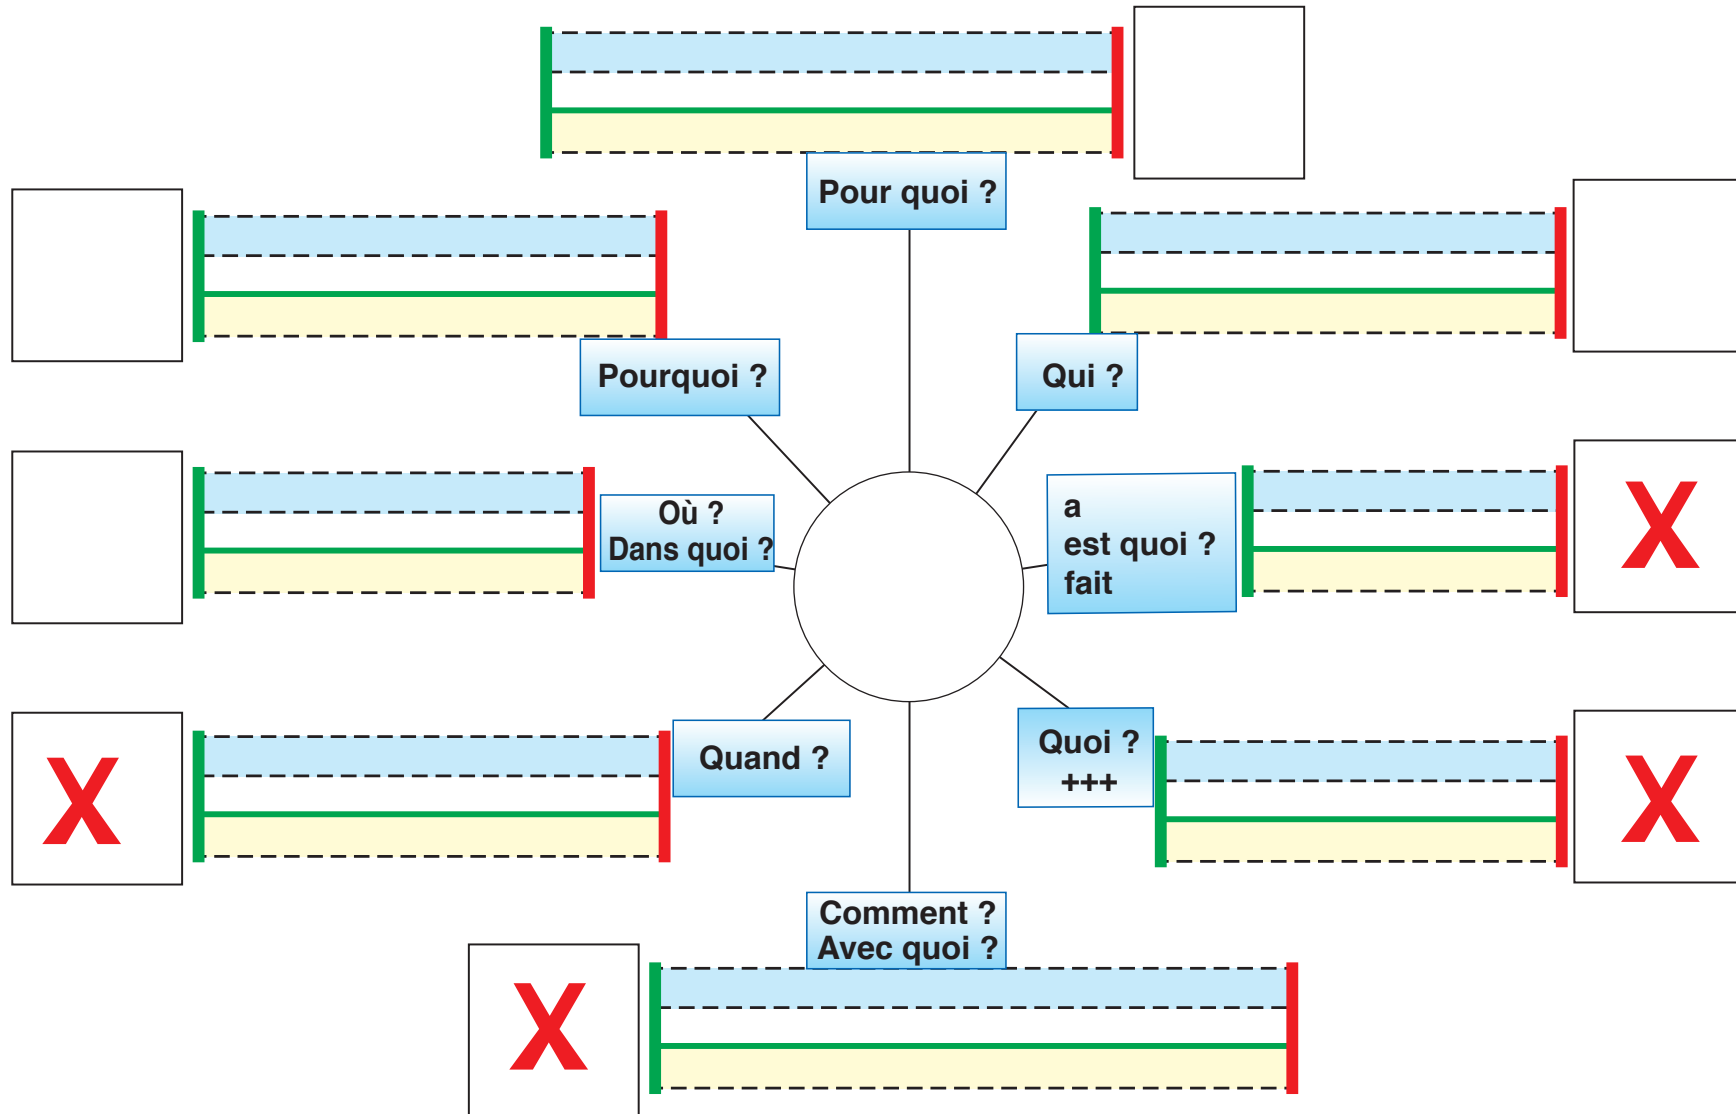 Pour quoi ?
Pourquoi ?
Qui ?
Où ?
Dans quoi ?
a
est quoi ?
fait
X
X
Quand ?
Quoi ?
+++
X
Comment ?
Avec quoi ?
X